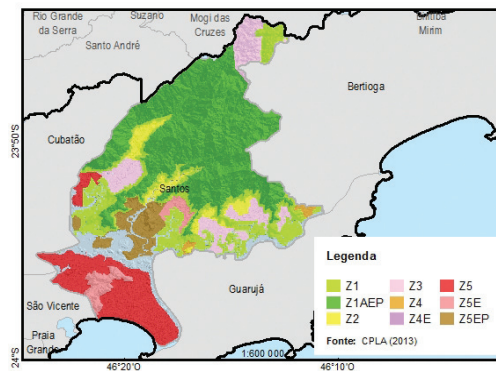 Rio Grande
da Serra
Suzano
Mogi das
Cruzes
Santo André
Mirim
Bertioga
23°50'S
Cubatão
Santos
Legenda
Z1
Z3
Z5
Z1AEP
Z4
Z5E
Z2
Z4E
Z5EP
Fonte: CPLA (2013)
Guarujá
São Vicente
Praia
Grande
24°S
1:600 000
46°20'W
46°10'W